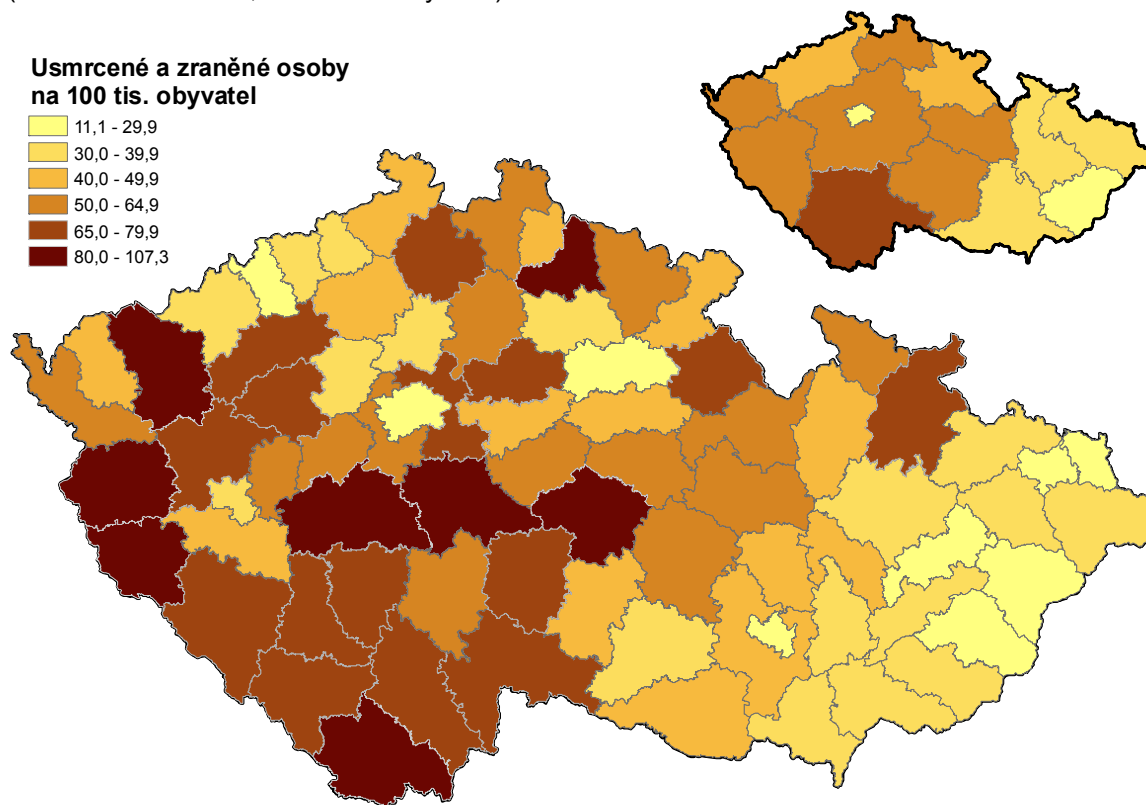 Usmrcené a zraněné osoby
na 100 tis. obyvatel
11,1 - 29,9
30,0 - 39,9
40,0 - 49,9
50,0 - 64,9
65,0 - 79,9
80,0 - 107,3